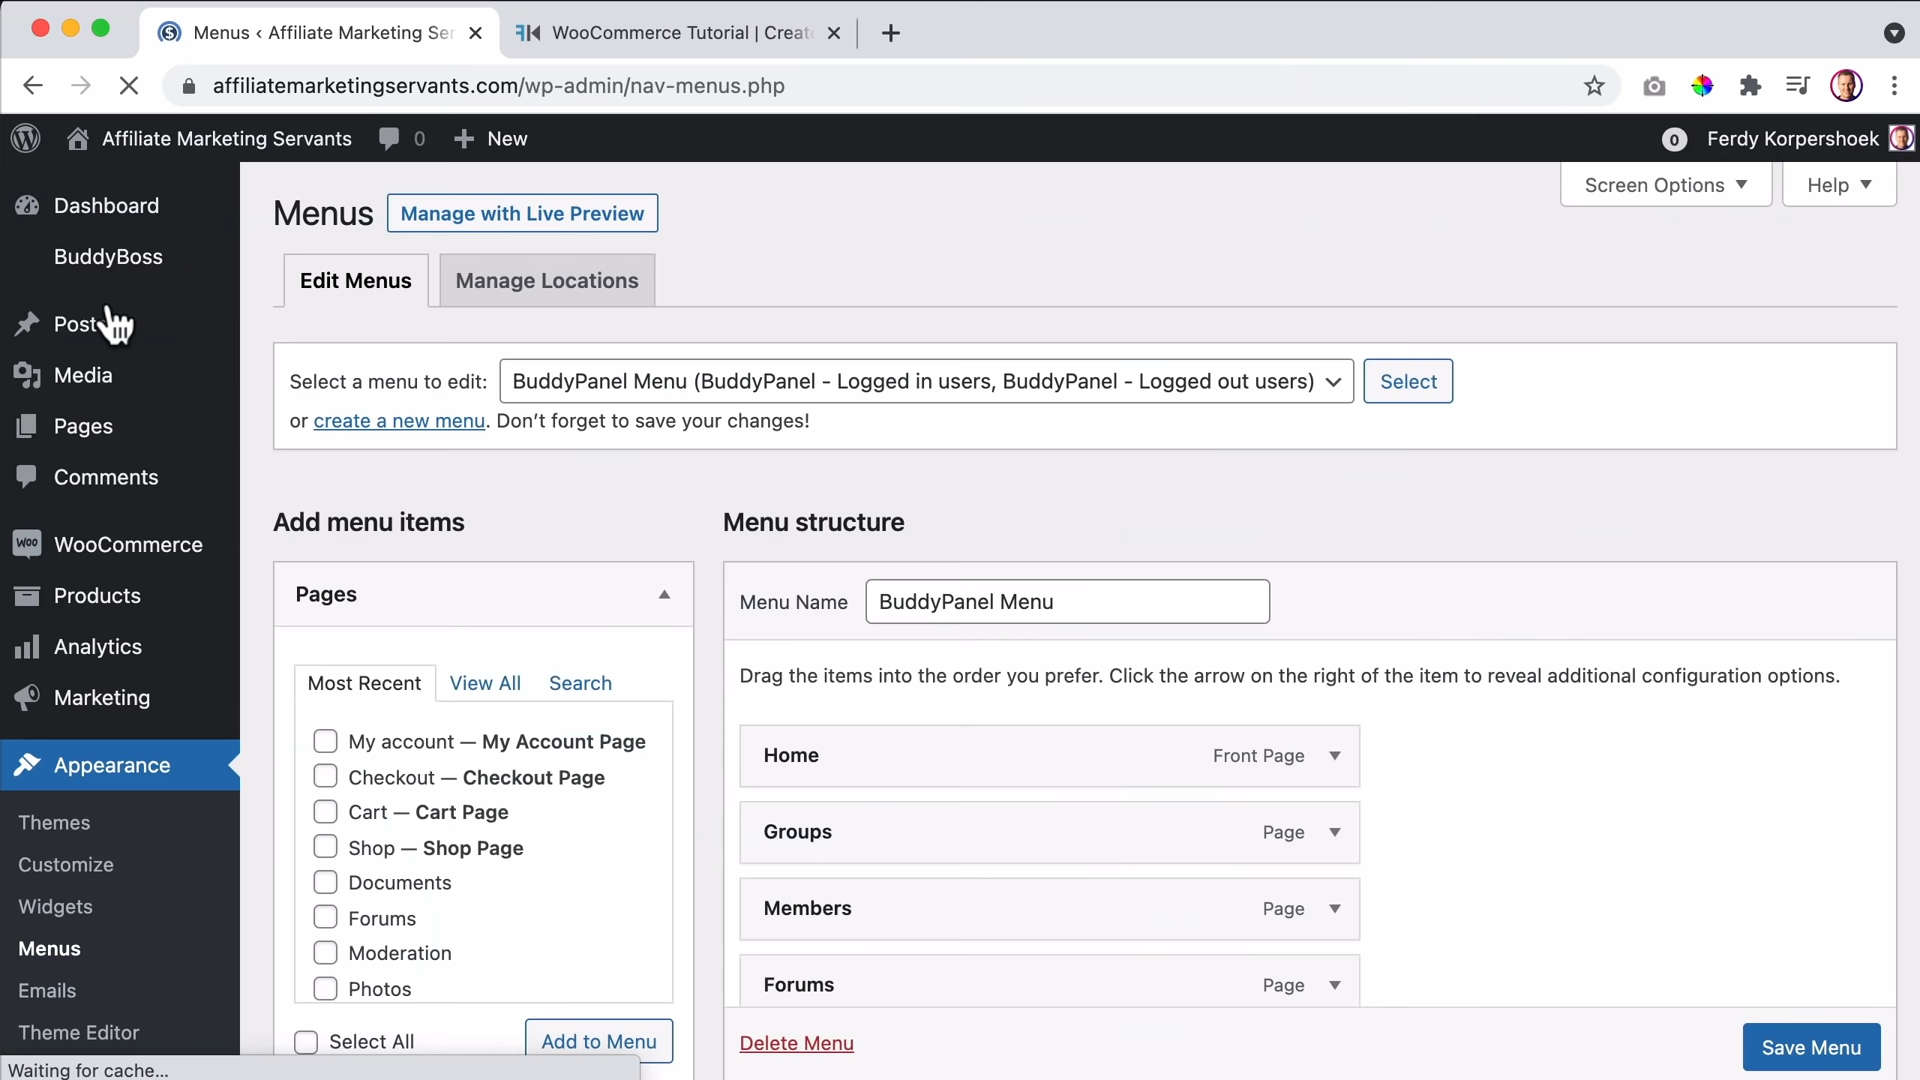 Menus ‹ Affiliate Marketing Ser
WooCommerce Tutorial | Creat
affiliatemarketingservants.com/wp-admin/nav-menus.php
Affiliate Marketing Servants
0
New
0
Ferdy Korpershoek
Dashboard
BuddyBoss
Post
Media
Pages
Comments
WOO
WooCommerce
Products
Analytics
Marketing
Appearance
Themes
Customize
Widgets
Menus
Emails
Theme Editor
Screen Options
Help
Menus
Manage with Live Preview
Edit Menus
Manage Locations
Select a menu to edit:
BuddyPanel Menu (BuddyPanel - Logged in users, BuddyPanel - Logged out users)
Select
or create a new menu. Don’t forget to save your changes!
Add menu items
Pages
Most Recent
View All
Search
My account — My Account Page
Checkout — Checkout Page
Cart — Cart Page
Shop — Shop Page
Documents
Forums
Moderation
Photos
Select All
Add to Menu
Menu structure
Menu Name
BuddyPanel Menu
Drag the items into the order you prefer. Click the arrow on the right of the item to reveal additional configuration options.
Home
Front Page
Groups
Page
Members
Page
Forums
Page
Delete Menu
Save Menu
Waiting for cache...